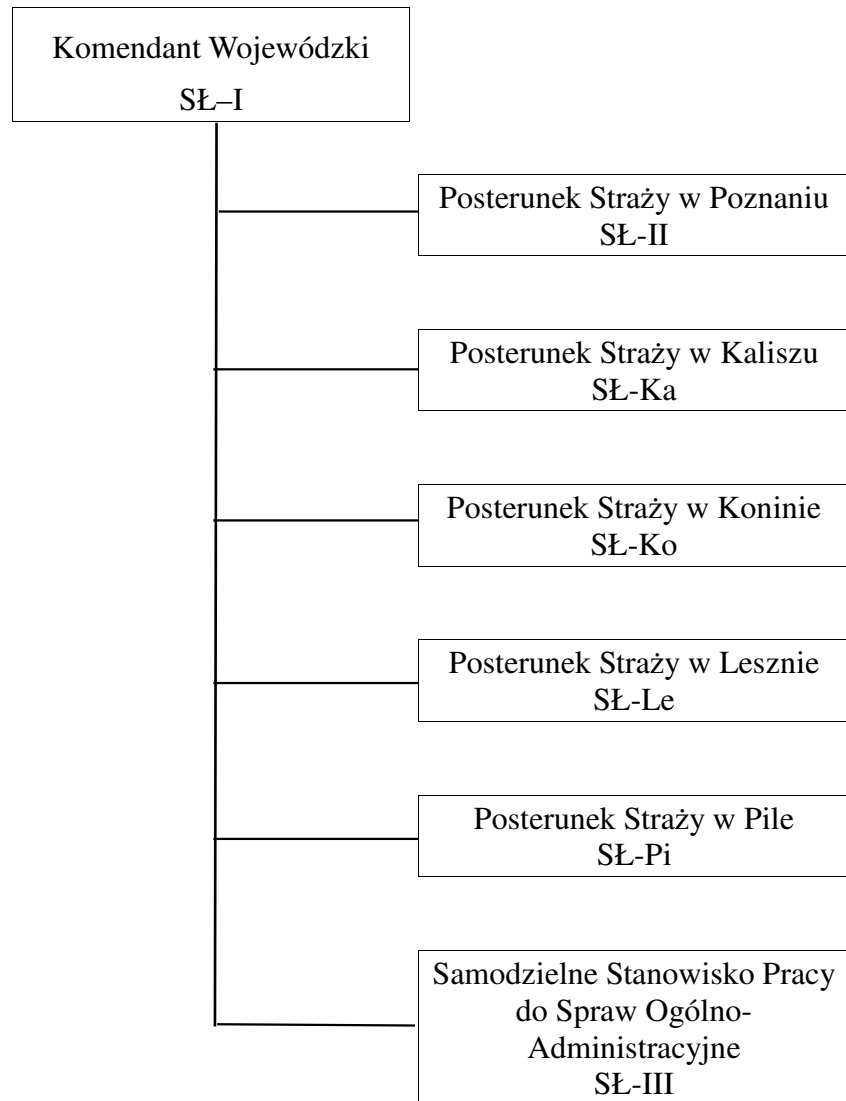 Komendant Wojewódzki
SŁ–I
Posterunek Straży w Poznaniu
SŁ-II
Posterunek Straży w Kaliszu
SŁ-Ka
Posterunek Straży w Koninie
SŁ-Ko
Posterunek Straży w Lesznie
SŁ-Le
Posterunek Straży w Pile
SŁ-Pi
Samodzielne Stanowisko Pracy
do Spraw Ogólno-
Administracyjne
SŁ-III